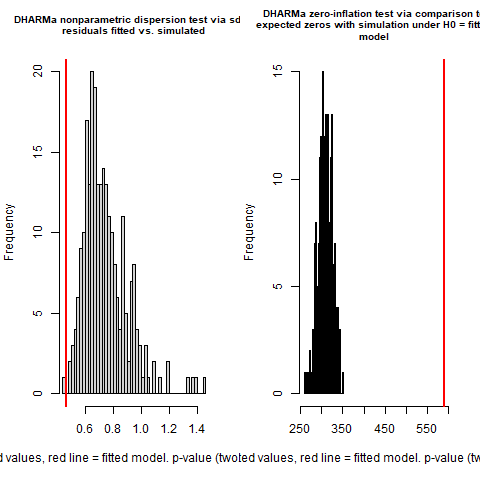 DHARMa nonparametric dispersion test via sd
residuals fitted vs. simulated
Frequency
0
5
10
15
20
0.6 0.8 1.0 1.2 1.4
d values, red line = fitted model. p-value (two
DHARMa zero-inflation test via comparison t
expected zeros with simulation under H0 = fitt
model
Frequency
0
5
10
15
250 350 450 550
ted values, red line = fitted model. p-value (tw